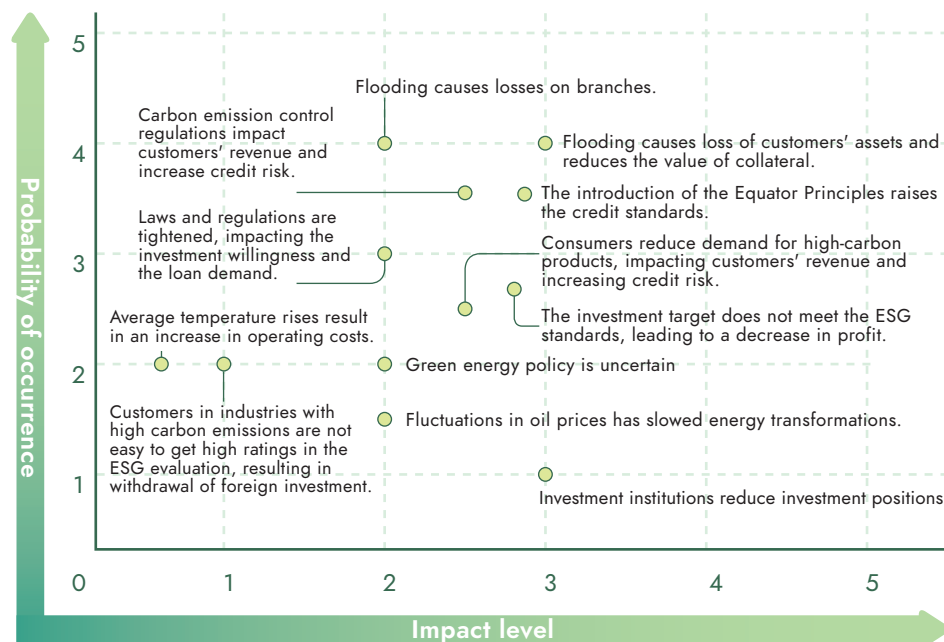 Probability of occurrence
5
4
3
2
1
0
Flooding causes losses on branches.
Carbon emission control
regulations impact
customers' revenue and
increase credit risk.
Flooding causes loss of customers' assets and
reduces the value of collateral.
The introduction of the Equator Principles raises
the credit standards.
Laws and regulations are
tightened, impacting the
investment willingness and
the loan demand.
Consumers reduce demand for high-carbon
products, impacting customers' revenue and
increasing credit risk.
The investment target does not meet the ESG
standards, leading to a decrease in profit.
Average temperature rises result
in an increase in operating costs.
Green energy policy is uncertain
Customers in industries with
high carbon emissions are not
easy to get high ratings in the
ESG evaluation, resulting in
withdrawal of foreign investment.
Fluctuations in oil prices has slowed energy transformations.
Investment institutions reduce investment positions
1
2
3
4
5
Impact level